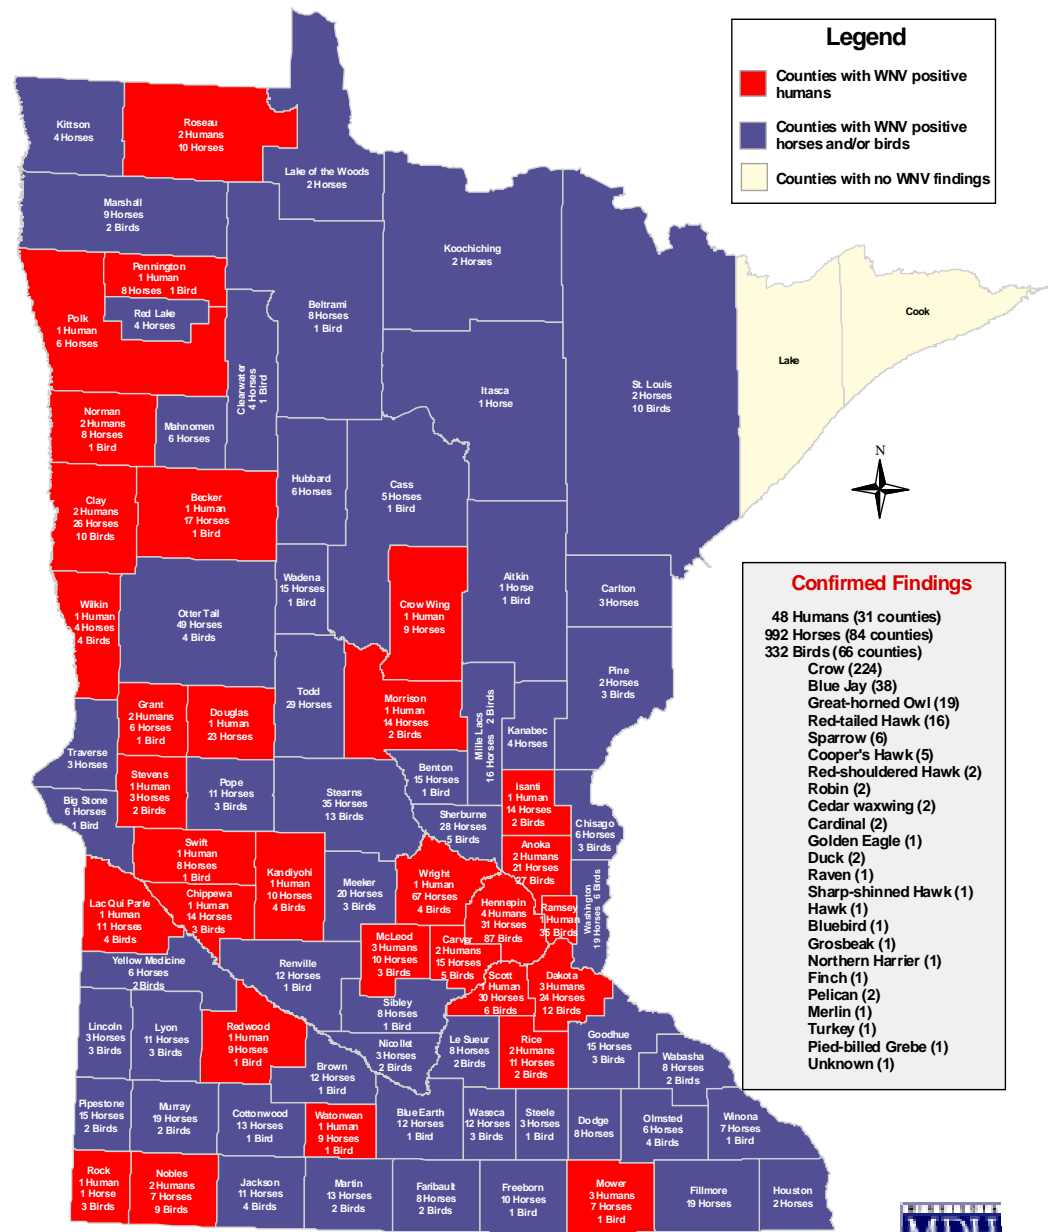 Legend
Counties with WNV positive
humans
Counties with WNV positive
horses and/or birds
Counties with no WNV findings
Kittson
4 Horses
Roseau
2 Humans
10 Horses
Lake of the Woods
2 Horses
Marshall
9 Horses
2 Birds
Koochiching
2 Horses
Pennington
1 Human
8 Horses 1 Bird
Red Lake
4 Horses
Polk
1 Human
6 Horses
Beltrami
8 Horses
1 Bird
Clearwater
4 Horses
1 Bird
Cook
Lake
St. Louis
2 Horses
10 Birds
Itasca
1 Horse
Norman
2 Humans
8 Horses
1 Bird
Mahnomen
6 Horses
Hubbard
6 Horses
Cass
5 Horses
1 Bird
N
Clay
2 Humans
26 Horses
10 Birds
Becker
1 Human
17 Horses
1 Bird
Wadena
15 Horses
1 Bird
Crow Wing
1 Human
9 Horses
Aitkin
1 Horse
1 Bird
Carlton
3 Horses
Wilkin
1 Human
4 Horses
4 Birds
Otter Tail
49 Horses
4 Birds
Pine
2 Horses
3 Birds
Grant
2 Humans
6 Horses
1 Bird
Douglas
1 Human
23 Horses
Todd
29 Horses
Morrison
1 Human
14 Horses
2 Birds
Mille Lacs
16 Horses 2 Birds
Kanabec
4 Horses
Traverse
3 Horses
Stevens
1 Human
3 Horses
2 Birds
Pope
11 Horses
3 Birds
Stearns
35 Horses
13 Birds
Benton
15 Horses
1 Bird
Sherburne
28 Horses
5 Birds
Isanti
1 Human
14 Horses
2 Birds
Chisago
6 Horses
3 Birds
Big Stone
6 Horses
1 Bird
Swift
1 Human
8 Horses
1 Bird
Kandiyohi
1 Human
10 Horses
4 Birds
Meeker
20 Horses
3 Birds
Wright
1 Human
67 Horses
4 Birds
Anoka
2 Humans
21 Horses
Birds
Washington
19 Horses 6 Birds
Lac Qui Parle
1 Human
11 Horses
4 Birds
Chippewa
1 Human
14 Horses
3 Birds
Hennepin
4 Humans
31 Horses
87 Birds
Ramsey
1 Human
35 Birds
McLeod
3 Humans
10 Horses
3 Birds
Carver
2 Humans
15 Horses
5 Birds
Scott
Human
30 Horses
6 Birds
Dakota
3 Humans
24 Horses
12 Birds
Yellow Medicine
6 Horses
2 Birds
Renville
12 Horses
1 Bird
Sibley
8 Horses
1 Bird
Lincoln
3 Horses
3 Birds
Lyon
11 Horses
3 Birds
Redwood
1 Human
9 Horses
1 Bird
Nicollet
3 Horses
2 Birds
Le Sueur
8 Horses
2 Birds
Rice
2 Humans
11 Horses
2 Birds
Goodhue
15 Horses
3 Birds
Wabasha
8 Horses
2 Birds
Brown
12 Horses
1 Bird
Pipestone
15 Horses
2 Birds
Murray
19 Horses
2 Birds
Cottonwood
13 Horses
1 Bird
Watonwan
1 Human
9 Horses
1 Bird
Blue Earth
12 Horses
1 Bird
Waseca
12 Horses
3 Birds
Steele
3 Horses
1 Bird
Dodge
8 Horses
Olmsted
6 Horses
4 Birds
Winona
7 Horses
1 Bird
Rock
1 Human
1 Horse
3 Birds
Nobles
2 Humans
7 Horses
9 Birds
Jackson
11 Horses
4 Birds
Martin
13 Horses
2 Birds
Faribault
8 Horses
2 Birds
Freeborn
10 Horses
1 Bird
Mower
3 Humans
7 Horses
1 Bird
Fillmore
19 Horses
Houston
2 Horses
Confirmed Findings
48 Humans (31 counties)
992 Horses (84 counties)
332 Birds (66 counties)
Crow (224)
Blue Jay (38)
Great-horned Owl (19)
Red-tailed Hawk (16)
Sparrow (6)
Cooper's Hawk (5)
Red-shouldered Hawk (2)
Robin (2)
Cedar waxwing (2)
Cardinal (2)
Golden Eagle (1)
Duck (2)
Raven (1)
Sharp-shinned Hawk (1)
Hawk (1)
Bluebird (1)
Grosbeak (1)
Northern Harrier (1)
Finch (1)
Pelican (2)
Merlin (1)
Turkey (1)
Pied-billed Grebe (1)
Unknown (1)